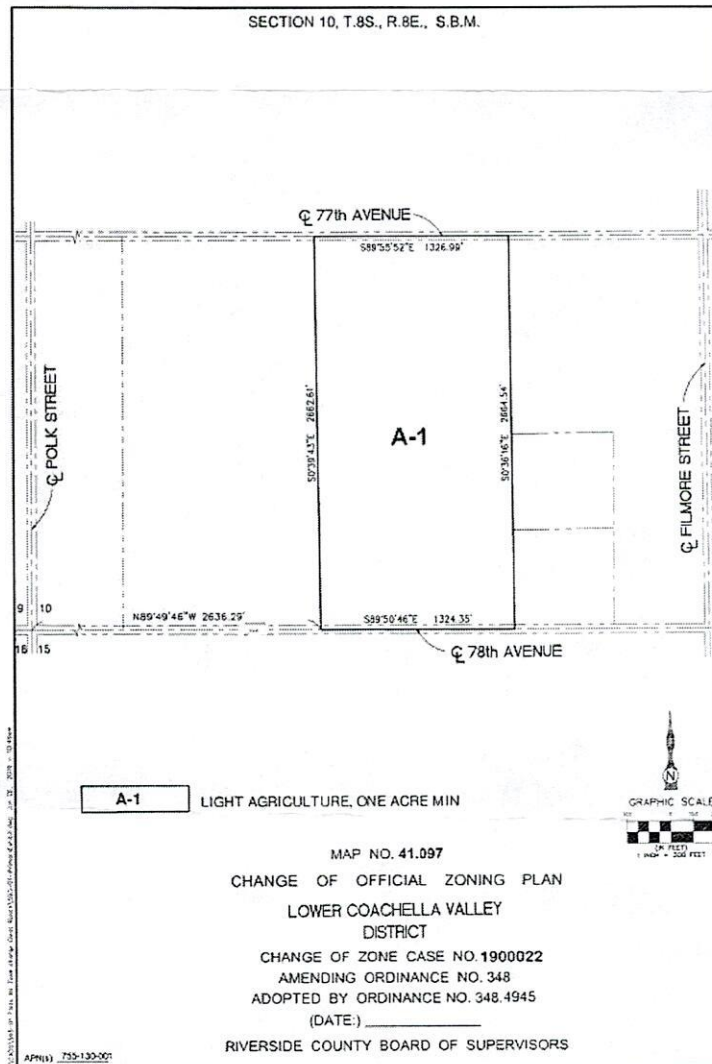 SECTION 10, T.8S., R.8E., S.B.M.
℄ 77th AVENUE
S89°55'52"E 1326.99'
℄ POLK STREET
S0°39'43"E 2662.61'
A-1
S0°36'16"E 2664.54'
℄ FILMORE STREET
9 10
16 15
N89°49'46"W 2636.29'
S89°50'46"E 1324.35'
℄ 78th AVENUE
N
A-1 LIGHT AGRICULTURE, ONE ACRE MIN
GRAPHIC SCALE
(IN FEET)
1 INCH = 500 FEET
MAP NO. 41.097
CHANGE OF OFFICIAL ZONING PLAN
LOWER COACHELLA VALLEY
DISTRICT
CHANGE OF ZONE CASE NO. 1900022
AMENDING ORDINANCE NO. 348
ADOPTED BY ORDINANCE NO. 348.4945
(DATE:)
RIVERSIDE COUNTY BOARD OF SUPERVISORS
APN(s) 755-130-001